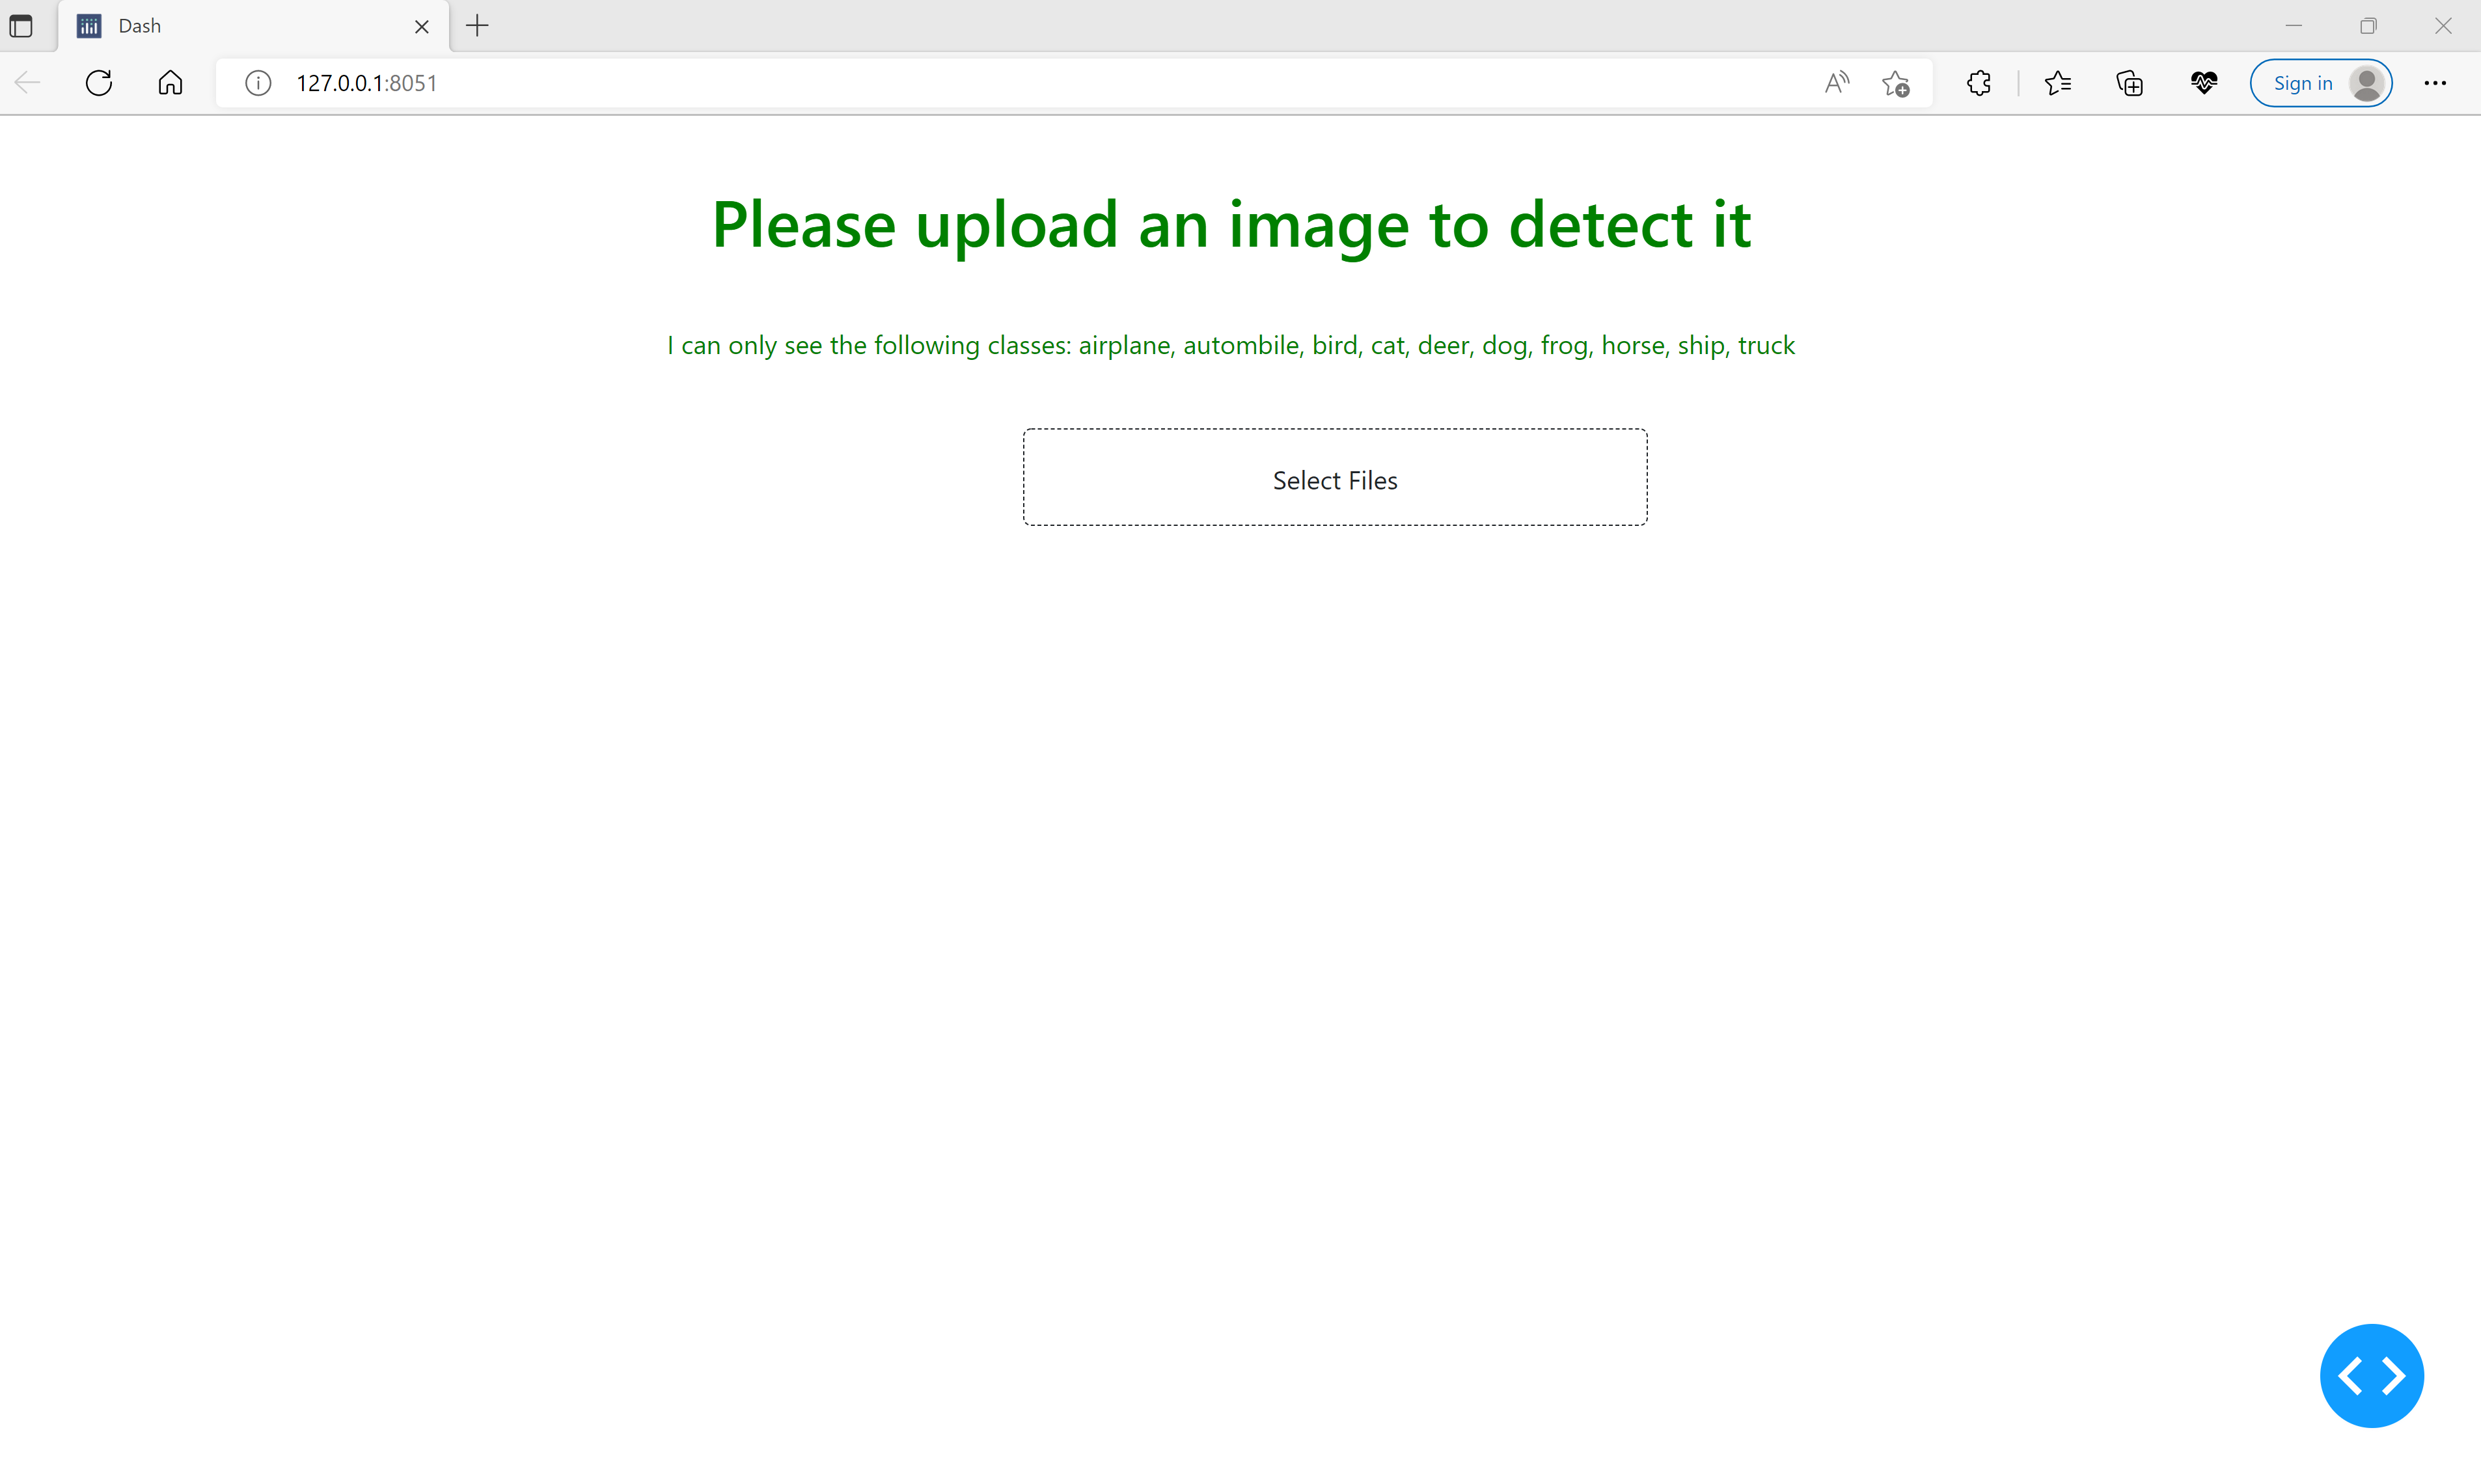 Dash
127.0.0.1:8051
Sign in
Please upload an image to detect it
I can only see the following classes: airplane, autombile, bird, cat, deer, dog, frog, horse, ship, truck
Select Files